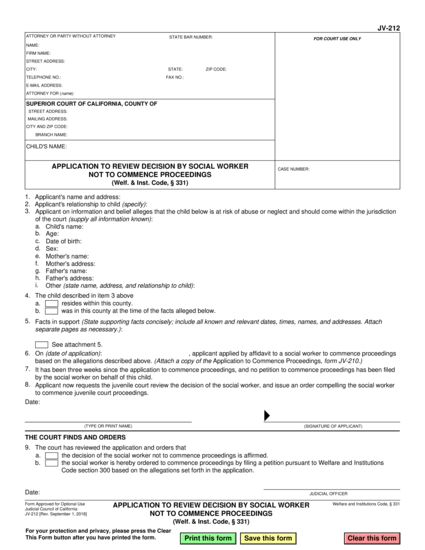 JV-212
ATTORNEY OR PARTY WITHOUT ATTORNEY STATE BAR NUMBER:
FOR COURT USE ONLY
NAME:
FIRM NAME:
STREET ADDRESS:
CITY: STATE: ZIP CODE:
TELEPHONE NO.: FAX NO.:
E-MAIL ADDRESS:
ATTORNEY FOR (name):
SUPERIOR COURT OF CALIFORNIA, COUNTY OF
STREET ADDRESS:
MAILING ADDRESS:
CITY AND ZIP CODE:
BRANCH NAME:
CHILD'S NAME:
APPLICATION TO REVIEW DECISION BY SOCIAL WORKER
NOT TO COMMENCE PROCEEDINGS
(Welf. & Inst. Code, § 331)
CASE NUMBER:
1. Applicant's name and address:
2. Applicant's relationship to child (specify):
3. Applicant on information and belief alleges that the child below is at risk of abuse or neglect and should come within the jurisdiction
of the court (supply all information known):
a. Child's name:
b. Age:
c. Date of birth:
d. Sex:
e. Mother's name:
f. Mother's address:
g. Father's name:
h. Father's address:
i. Other (state name, address, and relationship to child):
4. The child described in item 3 above
a. resides within this county.
b. was in this county at the time of the facts alleged below.
5. Facts in support (State supporting facts concisely; include all known and relevant dates, times, names, and addresses. Attach
separate pages as necessary.):
See attachment 5.
6. On (date of application): , applicant applied by affidavit to a social worker to commence proceedings
based on the allegations described above. (Attach a copy of the Application to Commence Proceedings, form JV-210.)
7. It has been three weeks since the application to commence proceedings, and no petition to commence proceedings has been filed
by the social worker on behalf of this child.
8. Applicant now requests the juvenile court review the decision of the social worker, and issue an order compelling the social worker
to commence juvenile court proceedings.
Date:
(TYPE OR PRINT NAME) (SIGNATURE OF APPLICANT)
THE COURT FINDS AND ORDERS
9. The court has reviewed the application and orders that
a. the decision of the social worker not to commence proceedings is affirmed.
b. the social worker is hereby ordered to commence proceedings by filing a petition pursuant to Welfare and Institutions
Code section 300 based on the allegations set forth in the application.
Date:
JUDICIAL OFFICER
Form Approved for Optional Use
Judicial Council of California
JV-212 [Rev. September 1, 2016]
APPLICATION TO REVIEW DECISION BY SOCIAL WORKER
NOT TO COMMENCE PROCEEDINGS
(Welf. & Inst. Code, § 331)
Welfare and Institutions Code, § 331
For your protection and privacy, please press the Clear
This Form button after you have printed the form.
Print this form Save this form Clear this form